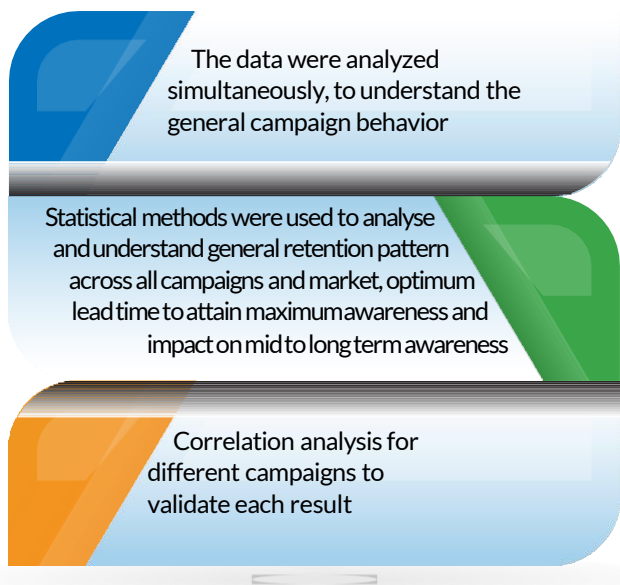 The data were analyzed
simultaneously, to understand the
general campaign behavior
Statistical methods were used to analyse
and understand general retention pattern
across all campaigns and market, optimum
lead time to attain maximum awareness and
impact on mid to long term awareness
Correlation analysis for
different campaigns to
validate each result